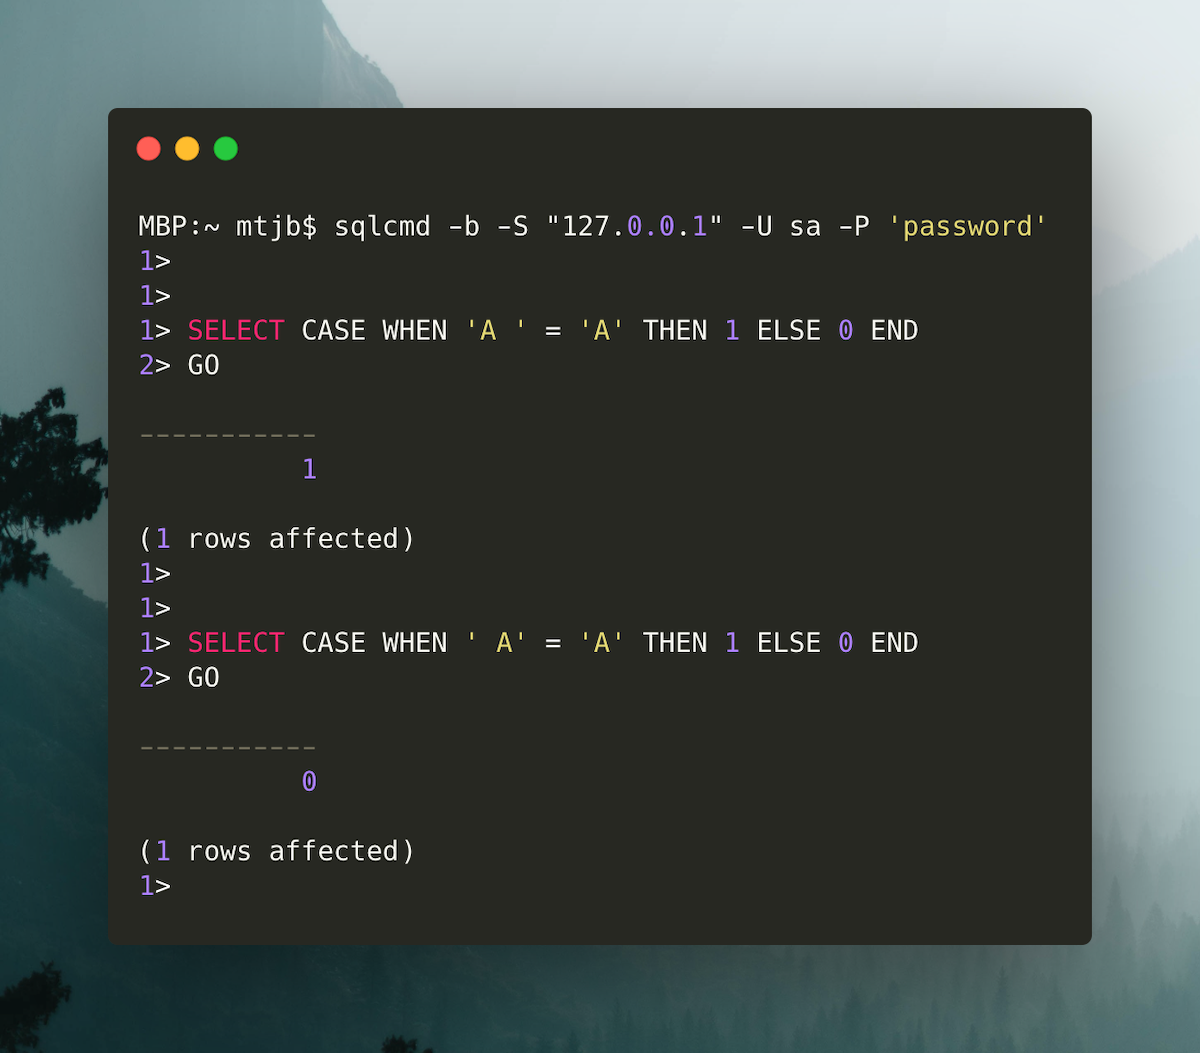 MBP:~ mtjb$ sqlcmd -b -S "127.0.0.1" -U sa -P 'password'
1>
1>
1> SELECT CASE WHEN 'A ' = 'A' THEN 1 ELSE 0 END
2> GO
-----------
1
(1 rows affected)
1>
1>
1> SELECT CASE WHEN ' A' = 'A' THEN 1 ELSE 0 END
2> GO
-----------
0
(1 rows affected)
1>